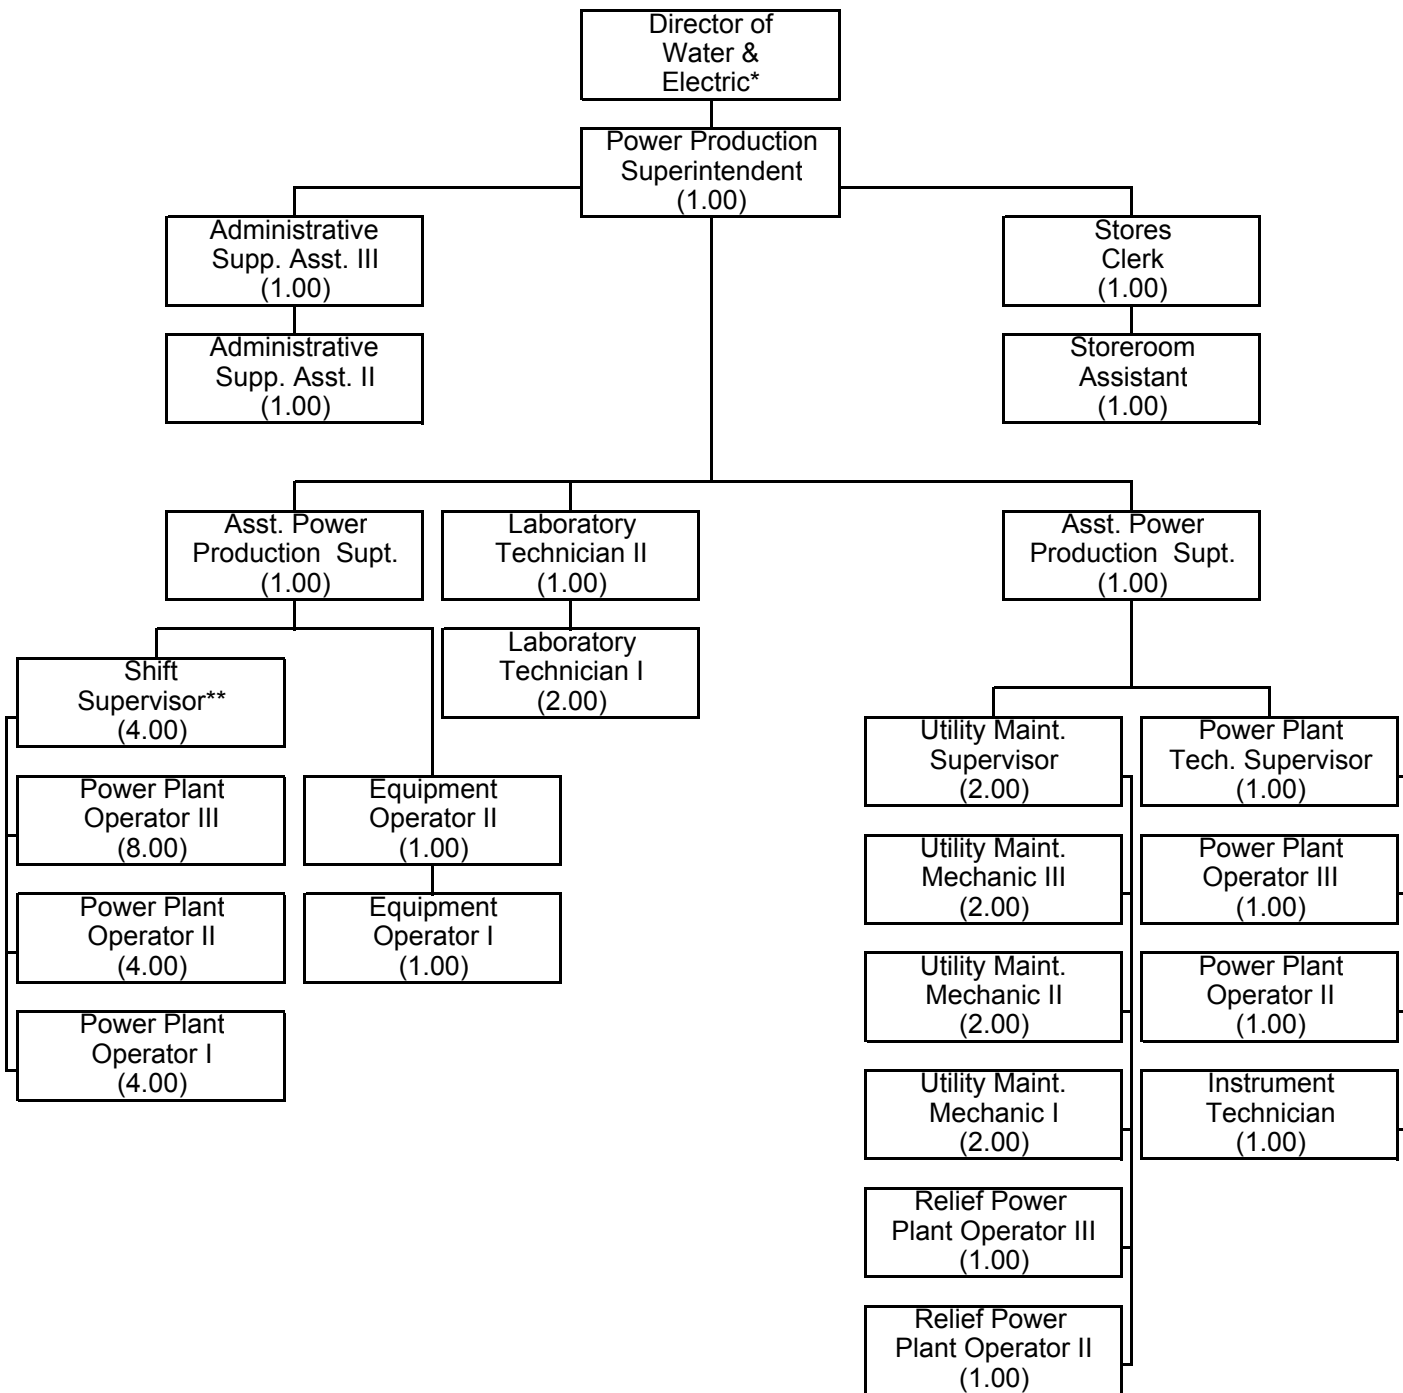 Director of
Water &
Electric*
Power Production
Superintendent
(1.00)
Administrative
Supp. Asst. III
(1.00)
Stores
Clerk
(1.00)
Administrative
Supp. Asst. II
(1.00)
Storeroom
Assistant
(1.00)
Asst. Power
Production  Supt.
(1.00)
Laboratory
Technician II
(1.00)
Asst. Power
Production  Supt.
(1.00)
Laboratory
Technician I
(2.00)
Shift
Supervisor**
(4.00)
Power Plant
Operator III
(8.00)
Power Plant
Operator II
(4.00)
Power Plant
Operator I
(4.00)
Equipment
Operator II
(1.00)
Equipment
Operator I
(1.00)
Utility Maint.
Supervisor
(2.00)
Utility Maint.
Mechanic III
(2.00)
Utility Maint.
Mechanic II
(2.00)
Utility Maint.
Mechanic I
(2.00)
Relief Power
Plant Operator III
(1.00)
Relief Power
Plant Operator II
(1.00)
Power Plant
Tech. Supervisor
(1.00)
Power Plant
Operator III
(1.00)
Power Plant
Operator II
(1.00)
Instrument
Technician
(1.00)